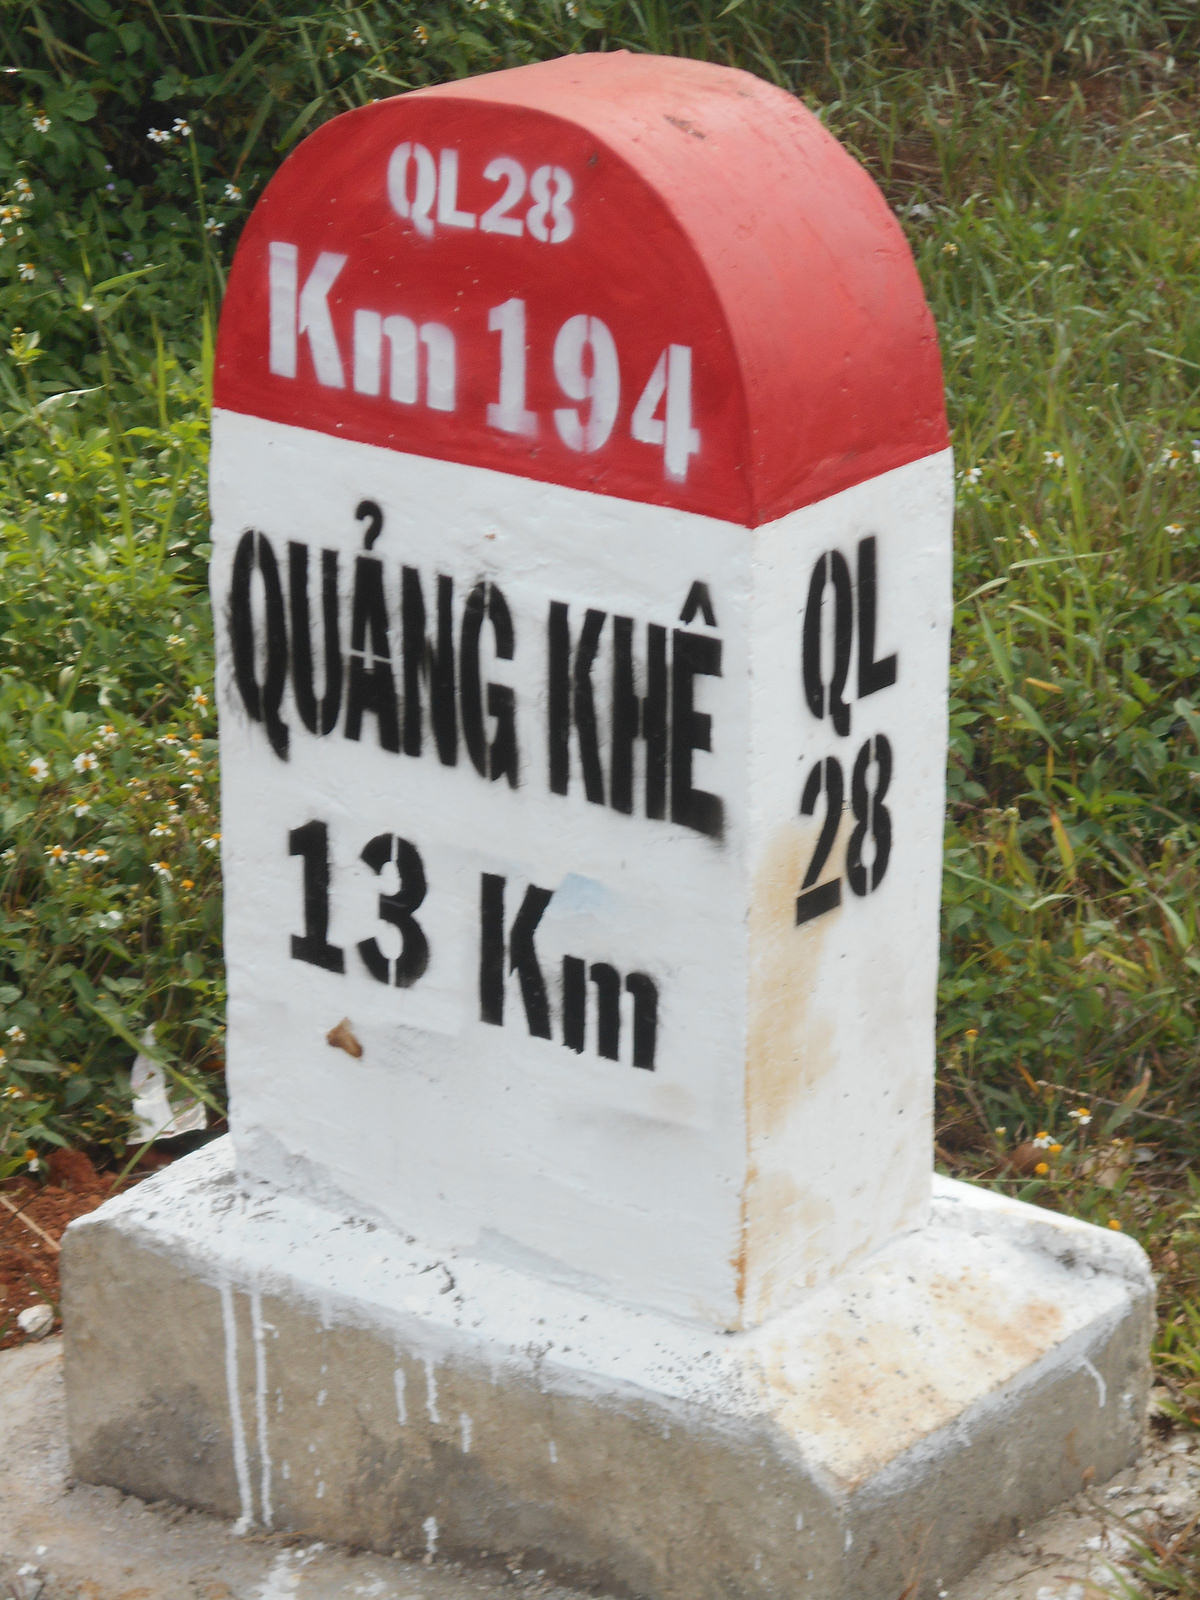 QL28
Km 194
QUẢNG KHÊ
13 Km
QL
28